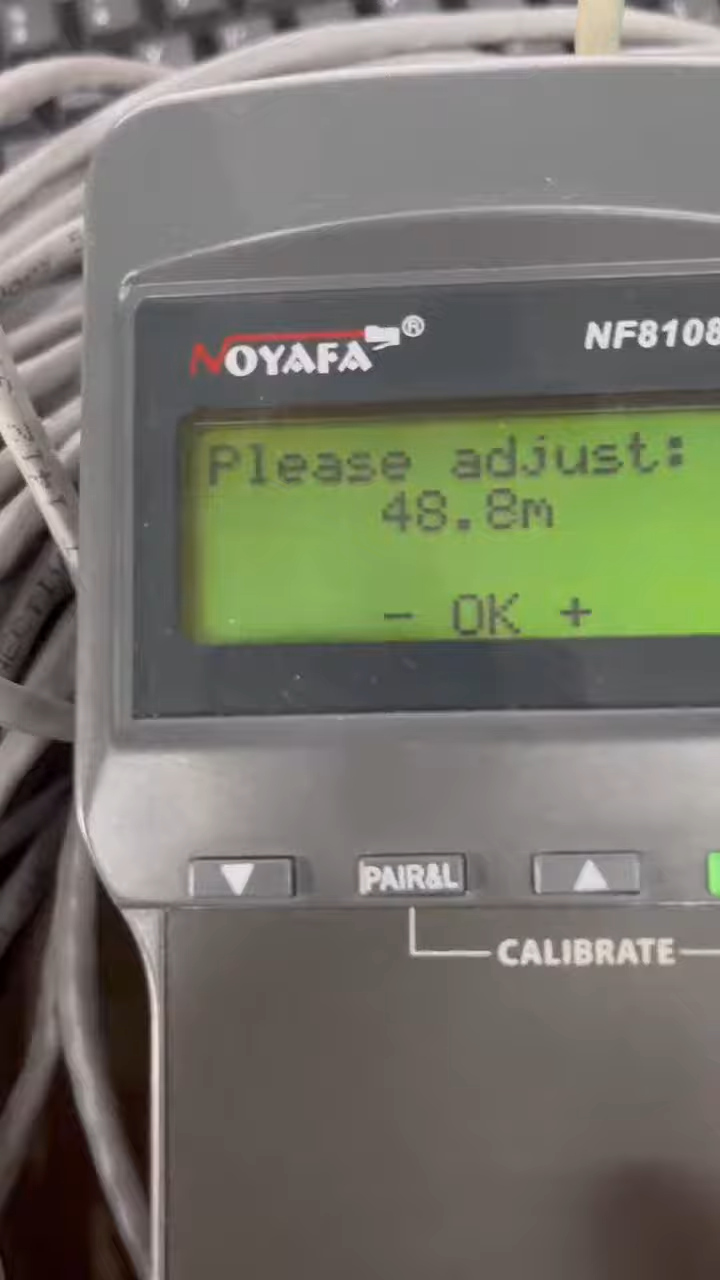 NOYAFA®
NF8108
Please adjust:
48.8m
- OK +
▼ PAIR&L ▲
CALIBRATE